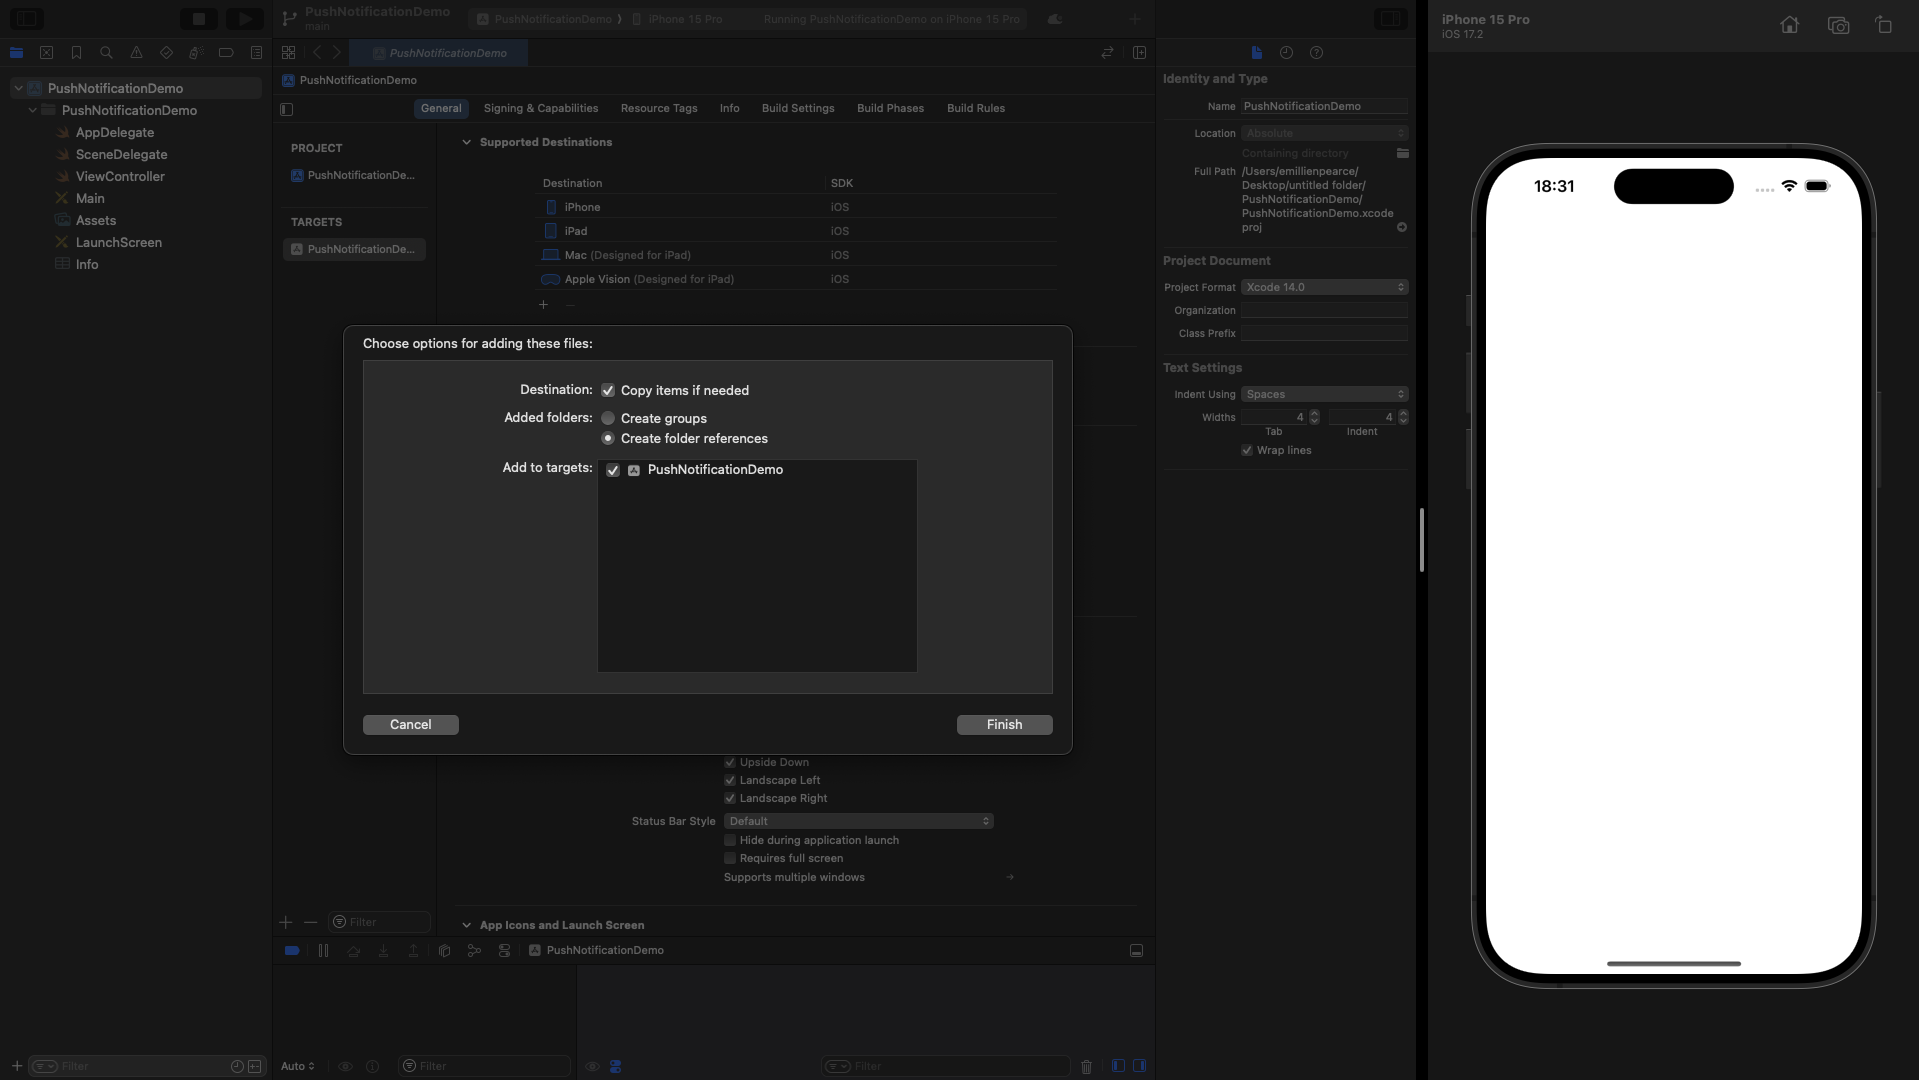 PushNotificationDemo
main
PushNotificationDemo ⟩ iPhone 15 Pro
Running PushNotificationDemo on iPhone 15 Pro
PushNotificationDemo
PushNotificationDemo
PushNotificationDemo
PushNotificationDemo
AppDelegate
SceneDelegate
ViewController
Main
Assets
LaunchScreen
Info
Filter
General
Signing & Capabilities
Resource Tags
Info
Build Settings
Build Phases
Build Rules
PROJECT
PushNotificationDe...
TARGETS
PushNotificationDe...
Filter
Supported Destinations
Destination SDK
iPhone iOS
iPad iOS
Mac (Designed for iPad) iOS
Apple Vision (Designed for iPad) iOS
Choose options for adding these files:
Destination: Copy items if needed
Added folders: Create groups
Create folder references
Add to targets: PushNotificationDemo
Cancel
Finish
Upside Down
Landscape Left
Landscape Right
Status Bar Style Default
Hide during application launch
Requires full screen
Supports multiple windows
App Icons and Launch Screen
PushNotificationDemo
Auto
Filter
Filter
Identity and Type
Name PushNotificationDemo
Location Absolute
Containing directory
Full Path /Users/emillienpearce/
Desktop/untitled folder/
PushNotificationDemo/
PushNotificationDemo.xcode
proj
Project Document
Project Format Xcode 14.0
Organization
Class Prefix
Text Settings
Indent Using Spaces
Widths 4 4
Tab Indent
Wrap lines
iPhone 15 Pro
iOS 17.2
18:31